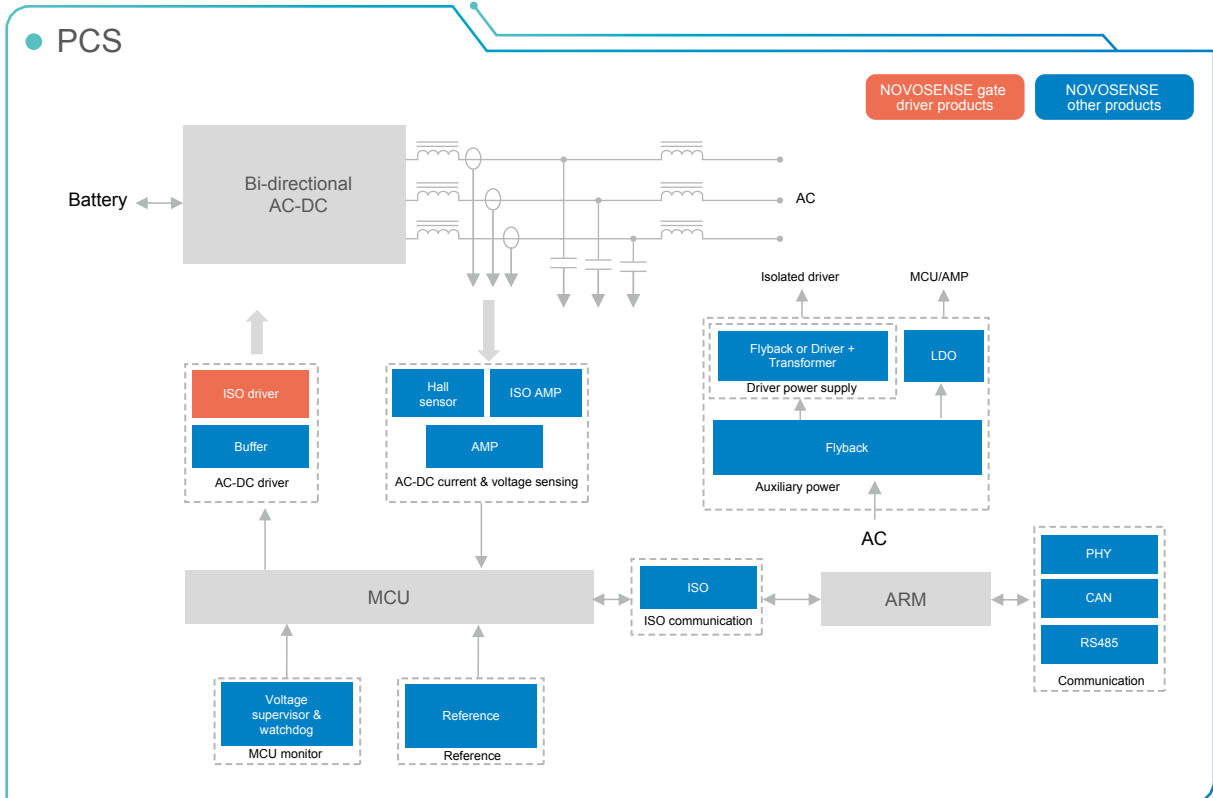 PCS
NOVOSENSE gate
driver products
NOVOSENSE
other products
Bi-directional
AC-DC
Battery
AC
Isolated driver
MCU/AMP
Flyback or Driver +
Transformer
Driver power supply
LDO
Flyback
Auxiliary power
AC
ISO driver
Buffer
AC-DC driver
Hall
sensor
ISO AMP
AMP
AC-DC current & voltage sensing
MCU
ISO
ISO communication
ARM
PHY
CAN
RS485
Communication
Voltage
supervisor &
watchdog
MCU monitor
Reference
Reference